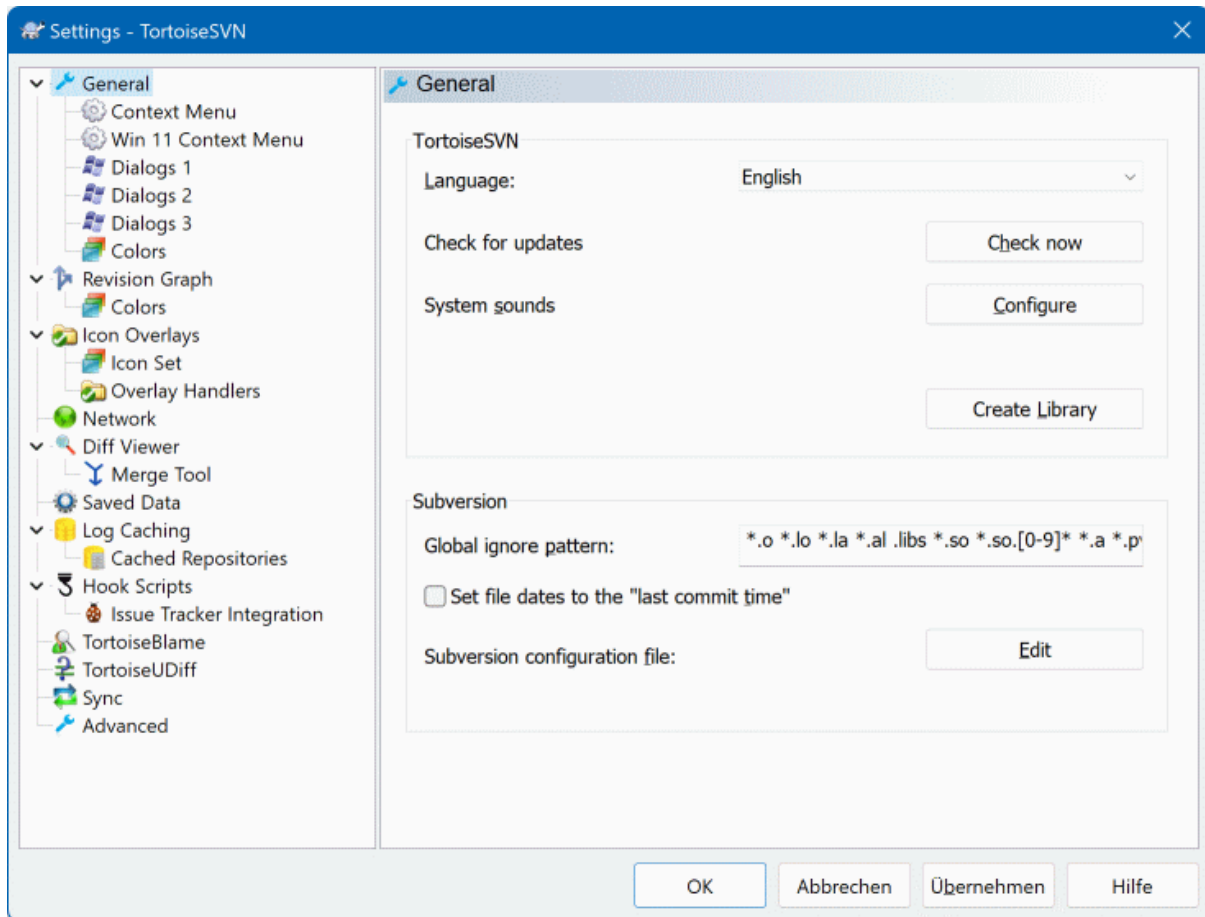 Settings - TortoiseSVN
General
Context Menu
Win 11 Context Menu
Dialogs 1
Dialogs 2
Dialogs 3
Colors
Revision Graph
Colors
Icon Overlays
Icon Set
Overlay Handlers
Network
Diff Viewer
Merge Tool
Saved Data
Log Caching
Cached Repositories
Hook Scripts
Issue Tracker Integration
TortoiseBlame
TortoiseUDiff
Sync
Advanced
General
TortoiseSVN
Language: English
Check for updates Check now
System sounds Configure
Create Library
Subversion
Global ignore pattern: *.o *.lo *.la *.al .libs *.so *.so.[0-9]* *.a
Set file dates to the "last commit time"
Subversion configuration file: Edit
OK Abbrechen Übernehmen Hilfe